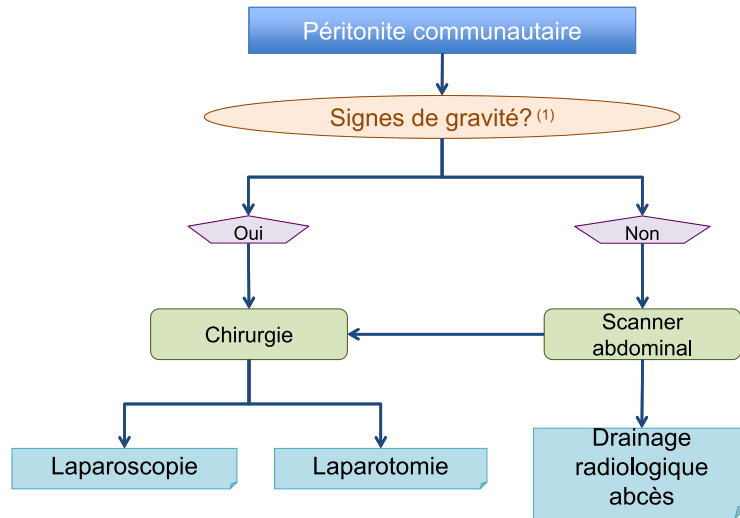 Péritonite communautaire
Signes de gravité? (1)
Oui
Non
Chirurgie
Scanner
abdominal
Laparoscopie
Laparotomie
Drainage
radiologique
abcès